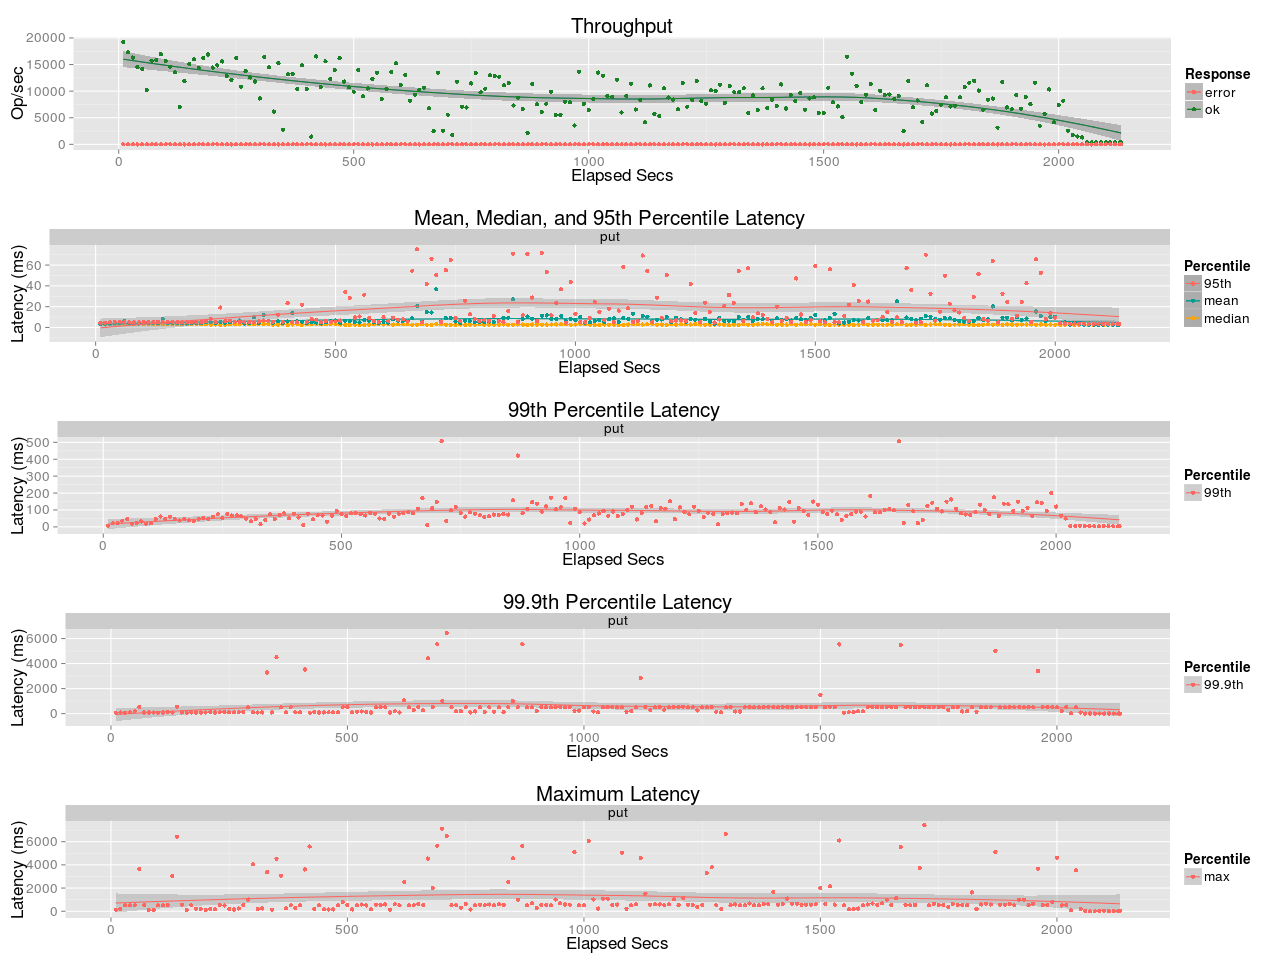 Throughput
20000
15000
10000
5000
0
Op/sec
0 500 1000 1500 2000
Elapsed Secs
Response
error
ok
Mean, Median, and 95th Percentile Latency
put
60
40
20
0
Latency (ms)
0 500 1000 1500 2000
Elapsed Secs
Percentile
95th
mean
median
99th Percentile Latency
put
500
400
300
200
100
0
Latency (ms)
0 500 1000 1500 2000
Elapsed Secs
Percentile
99th
99.9th Percentile Latency
put
6000
4000
2000
0
Latency (ms)
0 500 1000 1500 2000
Elapsed Secs
Percentile
99.9th
Maximum Latency
put
6000
4000
2000
0
Latency (ms)
0 500 1000 1500 2000
Elapsed Secs
Percentile
max